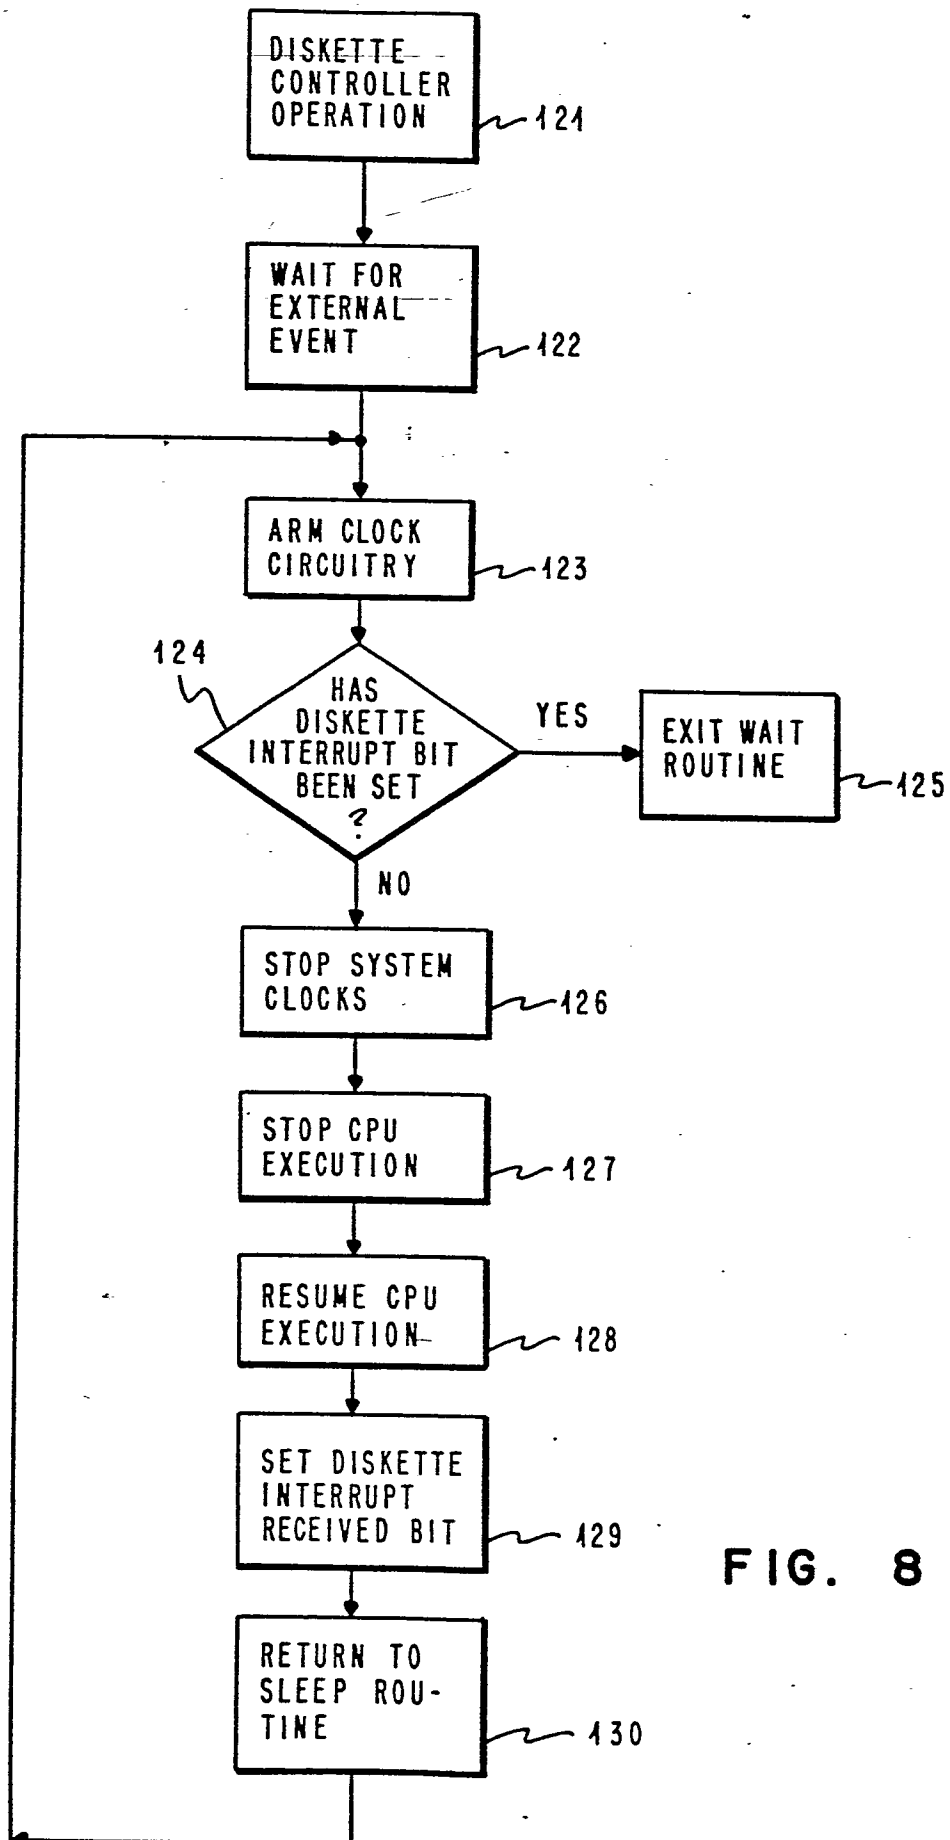 DISKETTE
CONTROLLER
OPERATION
121
WAIT FOR
EXTERNAL
EVENT
122
ARM CLOCK
CIRCUITRY
123
124
HAS
DISKETTE
INTERRUPT BIT
BEEN SET
?
YES
EXIT WAIT
ROUTINE
125
NO
STOP SYSTEM
CLOCKS
126
STOP CPU
EXECUTION
127
RESUME CPU
EXECUTION
128
SET DISKETTE
INTERRUPT
RECEIVED BIT
129
FIG. 8
RETURN TO
SLEEP ROU-
TINE
130